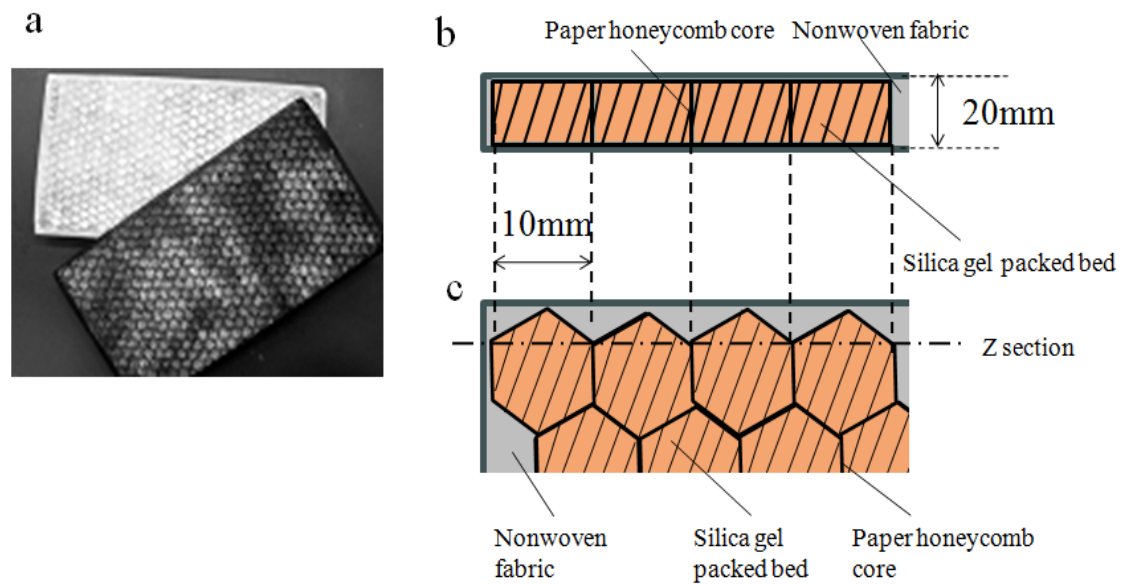 a
b
Paper honeycomb core
Nonwoven fabric
20mm
10mm
Silica gel packed bed
c
Z section
Nonwoven
fabric
Silica gel
packed bed
Paper honeycomb
core